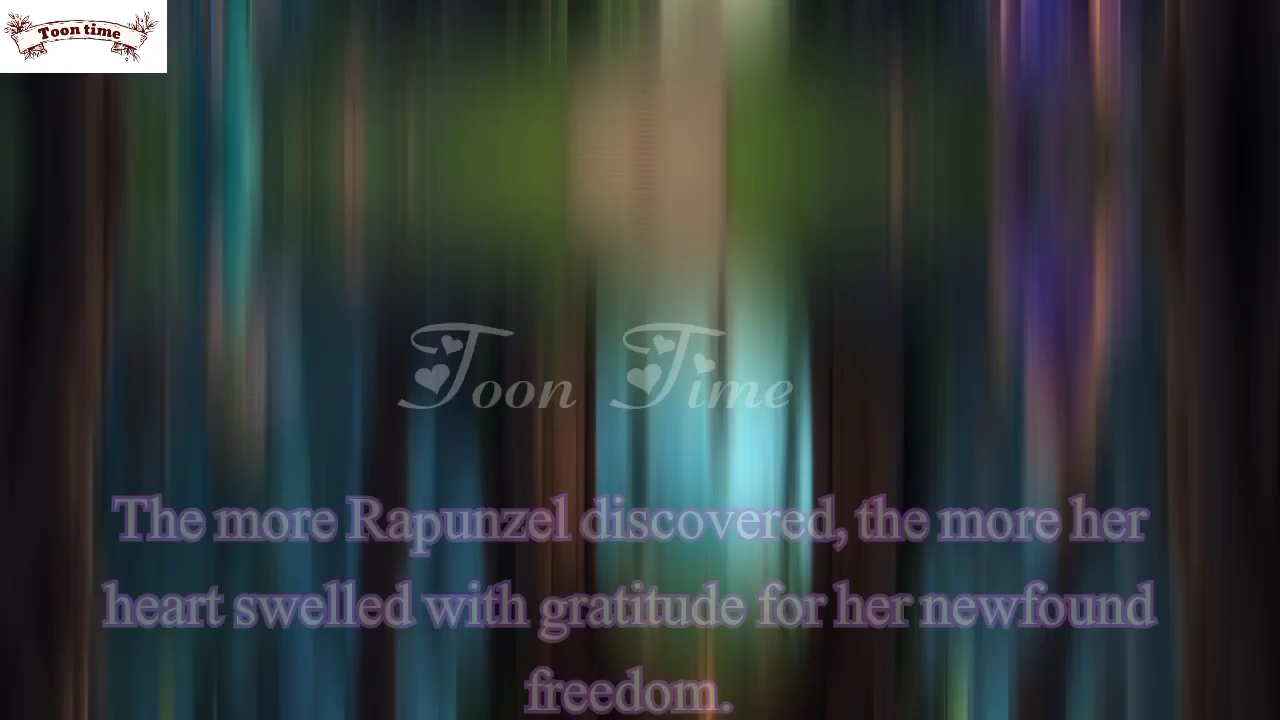 Toon time
Toon Time
The more Rapunzel discovered, the more her
heart swelled with gratitude for her newfound
freedom.